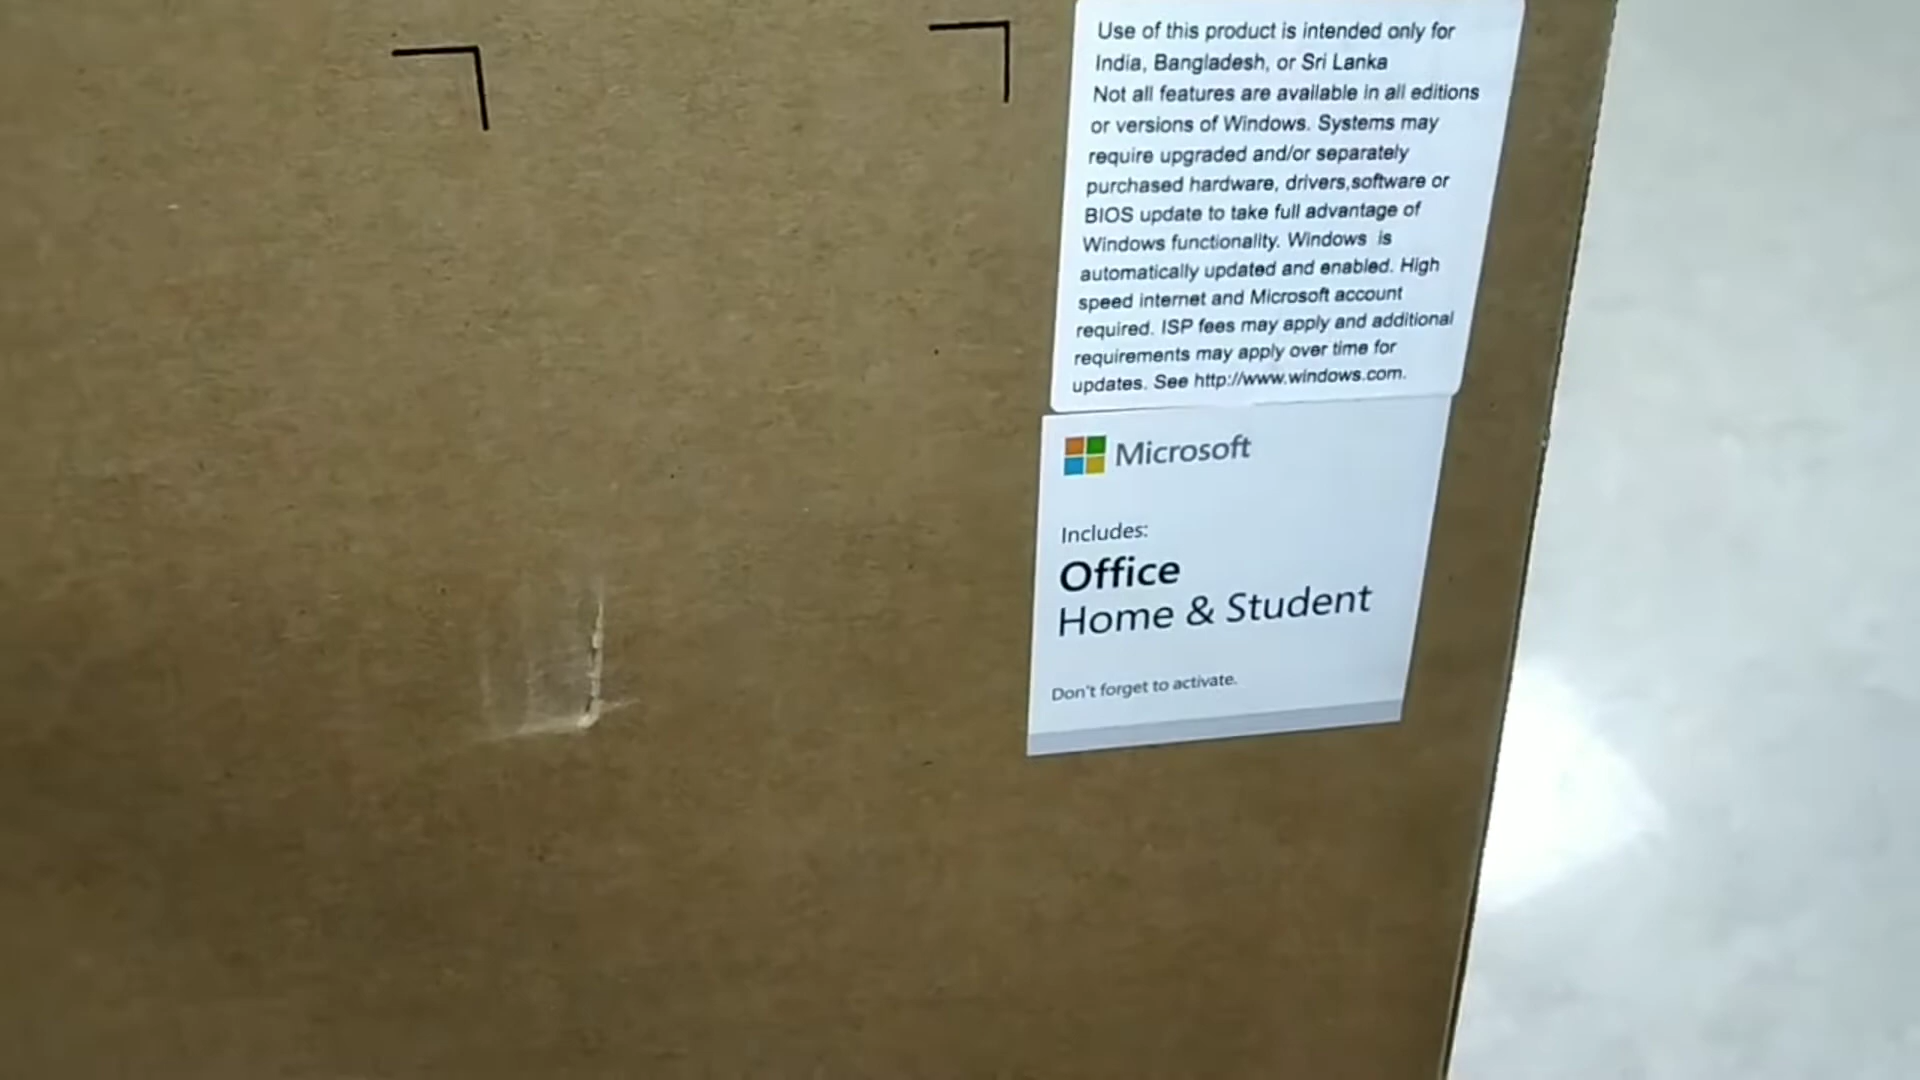 Use of this product is intended only for
India, Bangladesh, or Sri Lanka
Not all features are available in all editions
or versions of Windows. Systems may
require upgraded and/or separately
purchased hardware, drivers,software or
BIOS update to take full advantage of
Windows functionality. Windows is
automatically updated and enabled. High
speed internet and Microsoft account
required. ISP fees may apply and additional
requirements may apply over time for
updates. See http://www.windows.com.
Microsoft
Includes:
Office
Home & Student
Don't forget to activate.